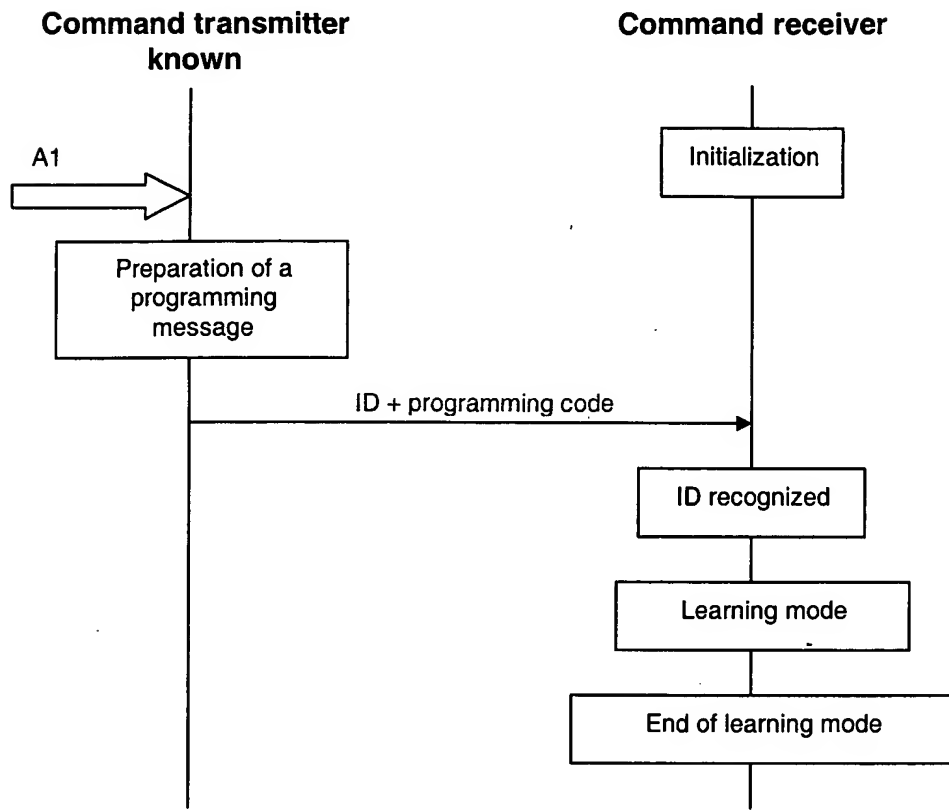 Command transmitter
known
Command receiver
Initialization
A1
Preparation of a
programming
message
ID + programming code
ID recognized
Learning mode
End of learning mode